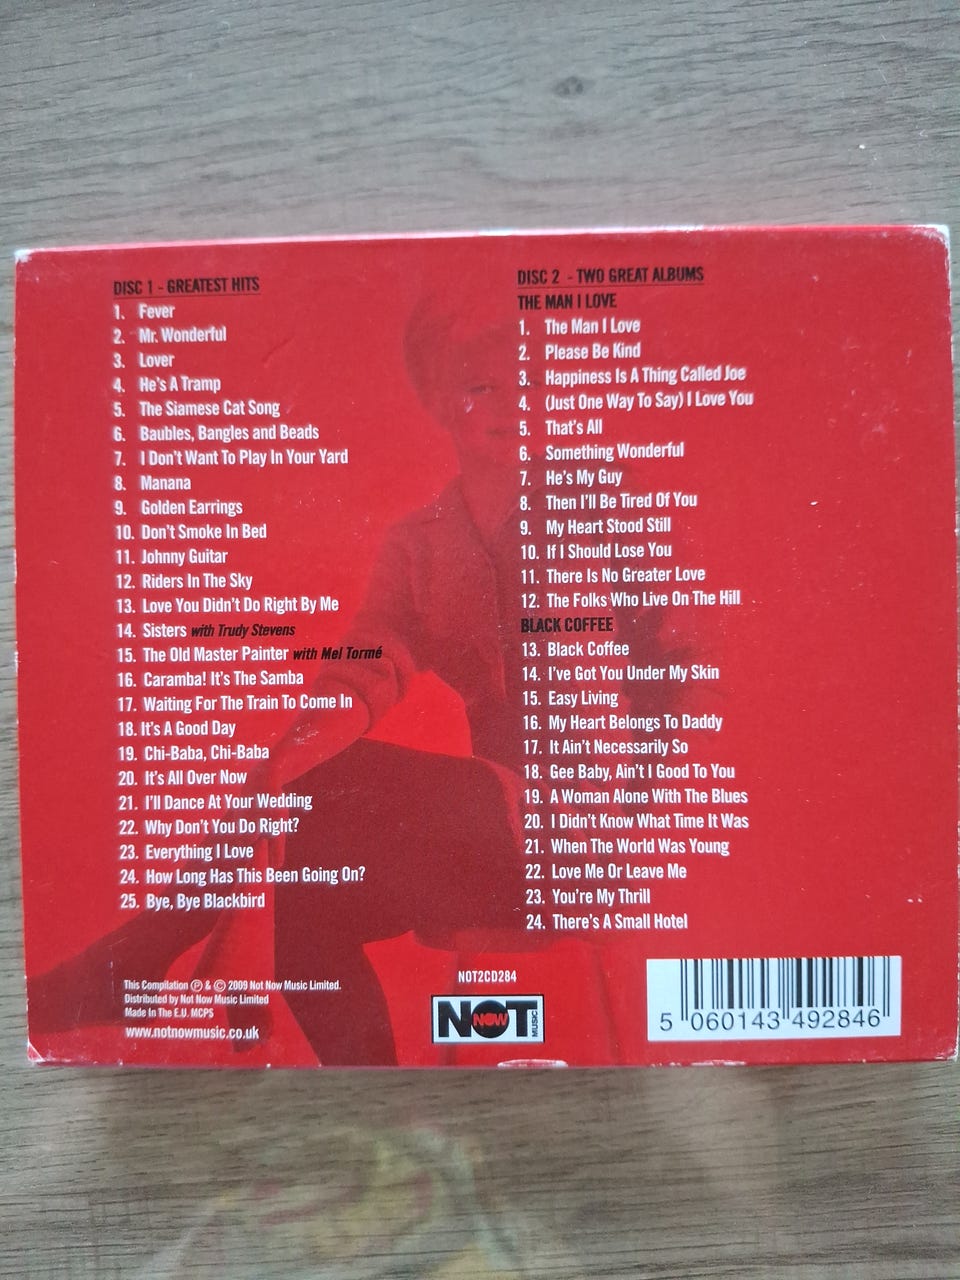 DISC 1 - GREATEST HITS
1. Fever
2. Mr. Wonderful
3. Lover
4. He's A Tramp
5. The Siamese Cat Song
6. Baubles, Bangles and Beads
7. I Don't Want To Play In Your Yard
8. Manana
9. Golden Earrings
10. Don't Smoke In Bed
11. Johnny Guitar
12. Riders In The Sky
13. Love You Didn't Do Right By Me
14. Sisters with Trudy Stevens
15. The Old Master Painter with Mel Tormé
16. Caramba! It's The Samba
17. Waiting For The Train To Come In
18. It's A Good Day
19. Chi-Baba, Chi-Baba
20. It's All Over Now
21. I'll Dance At Your Wedding
22. Why Don't You Do Right?
23. Everything I Love
24. How Long Has This Been Going On?
25. Bye, Bye Blackbird
DISC 2 - TWO GREAT ALBUMS
THE MAN I LOVE
1. The Man I Love
2. Please Be Kind
3. Happiness Is A Thing Called Joe
4. (Just One Way To Say) I Love You
5. That's All
6. Something Wonderful
7. He's My Guy
8. Then I'll Be Tired Of You
9. My Heart Stood Still
10. If I Should Lose You
11. There Is No Greater Love
12. The Folks Who Live On The Hill
BLACK COFFEE
13. Black Coffee
14. I've Got You Under My Skin
15. Easy Living
16. My Heart Belongs To Daddy
17. It Ain't Necessarily So
18. Gee Baby, Ain't I Good To You
19. A Woman Alone With The Blues
20. I Didn't Know What Time It Was
21. When The World Was Young
22. Love Me Or Leave Me
23. You're My Thrill
24. There's A Small Hotel
This Compilation ℗ & © 2009 Not Now Music Limited.
Distributed by Not Now Music Limited
Made In The E.U. MCPS
www.notnowmusic.co.uk
NOT2CD284
NOT NOW MUSIC
5 060143 492846